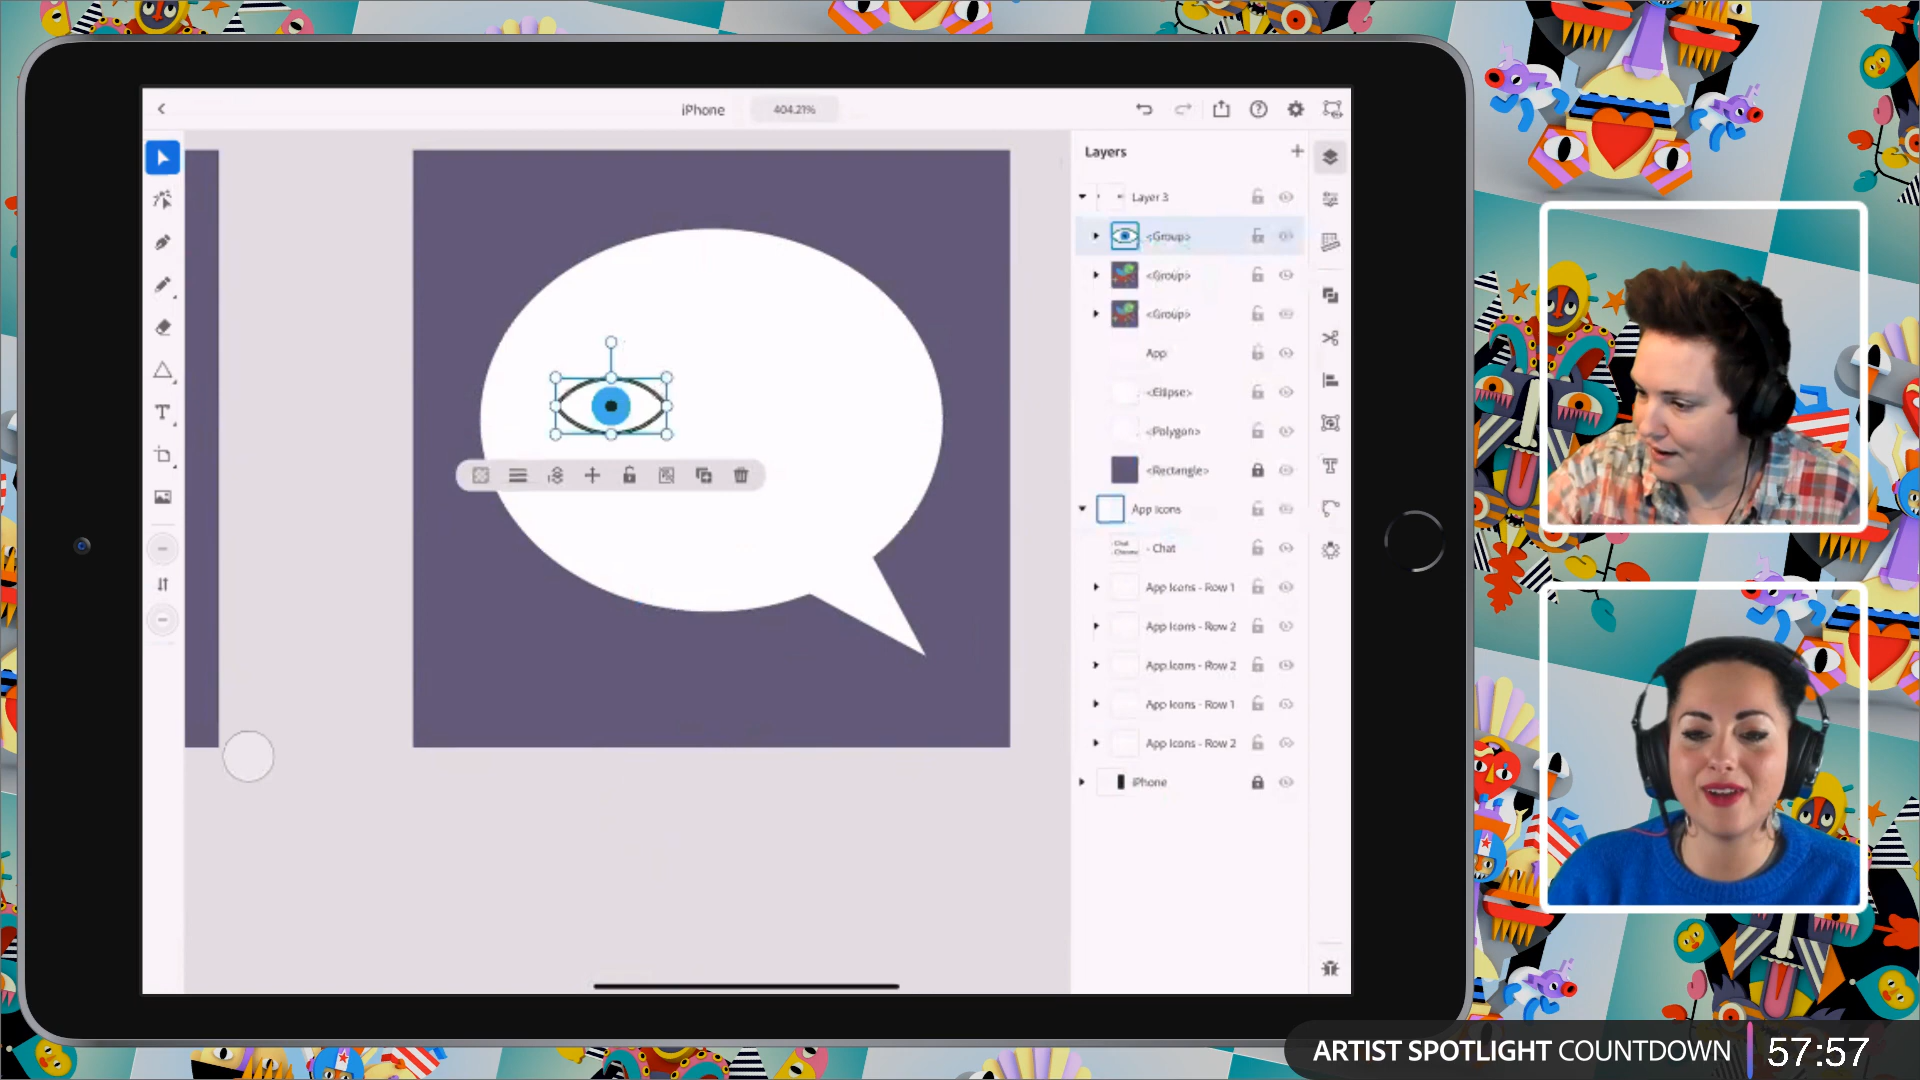 iPhone
404.21%
Layers
Layer 3
<Group>
<Group>
<Group>
App
<Ellipse>
<Polygon>
<Rectangle>
App Icons
- Chat
App Icons - Row 1
App Icons - Row 2
App Icons - Row 2
App Icons - Row 1
App Icons - Row 2
iPhone
ARTIST SPOTLIGHT COUNTDOWN 57:57